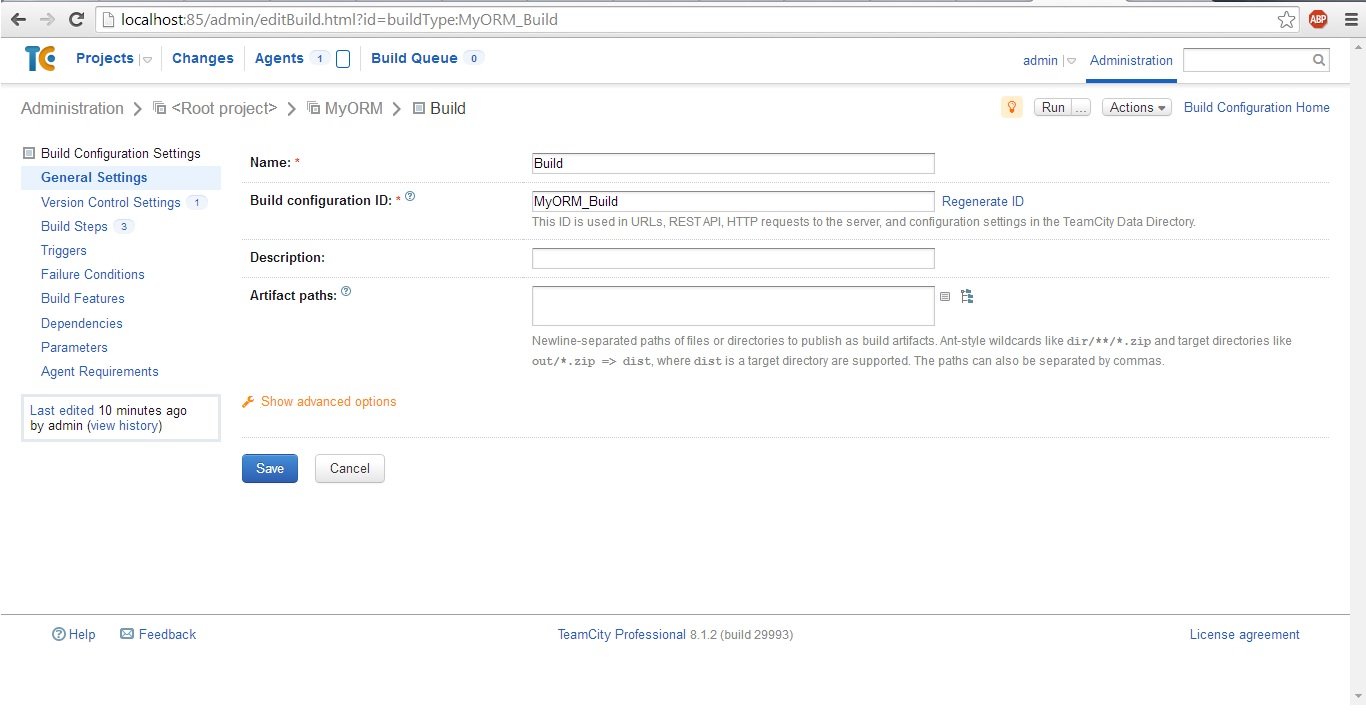 localhost:85/admin/editBuild.html?id=buildType:MyORM_Build
ABP
TC Projects Changes Agents 1 Build Queue 0 admin Administration
Administration <Root project> MyORM Build Run ... Actions Build Configuration Home
Build Configuration Settings
General Settings
Version Control Settings 1
Build Steps 3
Triggers
Failure Conditions
Build Features
Dependencies
Parameters
Agent Requirements
Last edited 10 minutes ago
by admin (view history)
Name: * Build
Build configuration ID: * ? MyORM_Build Regenerate ID
This ID is used in URLs, REST API, HTTP requests to the server, and configuration settings in the TeamCity Data Directory.
Description:
Artifact paths: ?
Newline-separated paths of files or directories to publish as build artifacts. Ant-style wildcards like dir/**/*.zip and target directories like
out/*.zip => dist, where dist is a target directory are supported. The paths can also be separated by commas.
Show advanced options
Save Cancel
? Help Feedback TeamCity Professional 8.1.2 (build 29993) License agreement